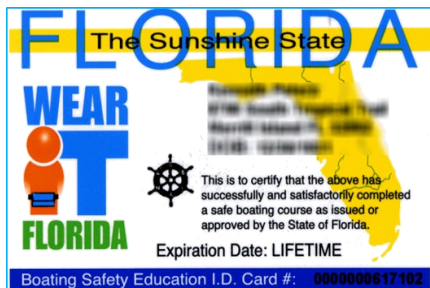 FLORIDA
The Sunshine State
WEAR
IT
FLORIDA
This is to certify that the above has
successfully and satisfactorily completed
a safe boating course as issued or
approved by the State of Florida.
Expiration Date: LIFETIME
Boating Safety Education I.D. Card #: 0000000617102